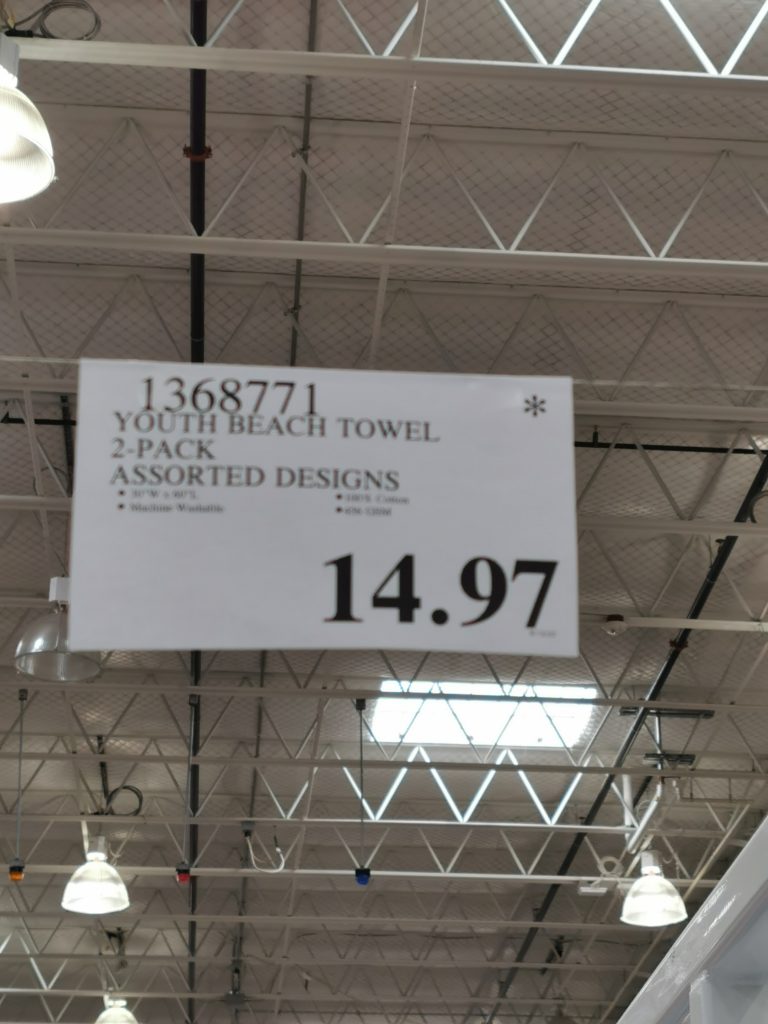 1368771
*
YOUTH BEACH TOWEL
2-PACK
ASSORTED DESIGNS
• 30"W x 60"L
• 100% Cotton
• Machine Washable
14.97